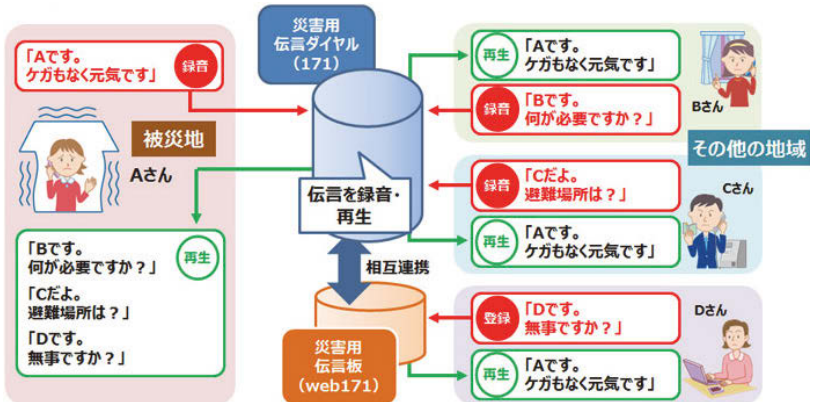 災害用
伝言ダイヤル
（171）
「Aです。
ケガもなく元気です」
録音
被災地
Aさん
「Bです。
何が必要ですか？」
再生
「Cだよ。
避難場所は？」
「Dです。
無事ですか？」
伝言を録音・
再生
相互連携
災害用
伝言板
（web171）
再生
「Aです。
ケガもなく元気です」
録音
「Bです。
何が必要ですか？」
Bさん
その他の地域
録音
「Cだよ。
避難場所は？」
Cさん
再生
「Aです。
ケガもなく元気です」
登録
「Dです。
無事ですか？」
Dさん
再生
「Aです。
ケガもなく元気です」